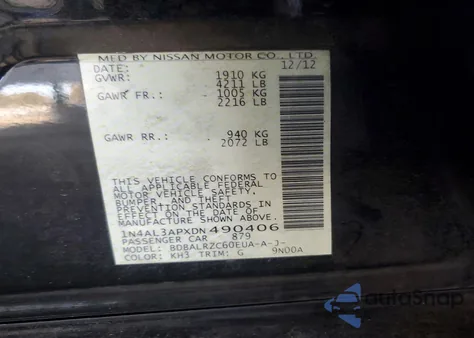 MFD BY NISSAN MOTOR CO., LTD.
DATE: 12/12
GVWR: 1910 KG
4211 LB
GAWR FR.: 1005 KG
2216 LB
GAWR RR.: 940 KG
2072 LB
THIS VEHICLE CONFORMS TO
ALL APPLICABLE FEDERAL
MOTOR VEHICLE SAFETY,
BUMPER, AND THEFT
PREVENTION STANDARDS IN
EFFECT ON THE DATE OF
MANUFACTURE SHOWN ABOVE.
1N4AL3APXDN490406
PASSENGER CAR 879
MODEL: BDBALRZC60EUA-A-J-
COLOR: KH3 TRIM: G 9N00A
autoSnap